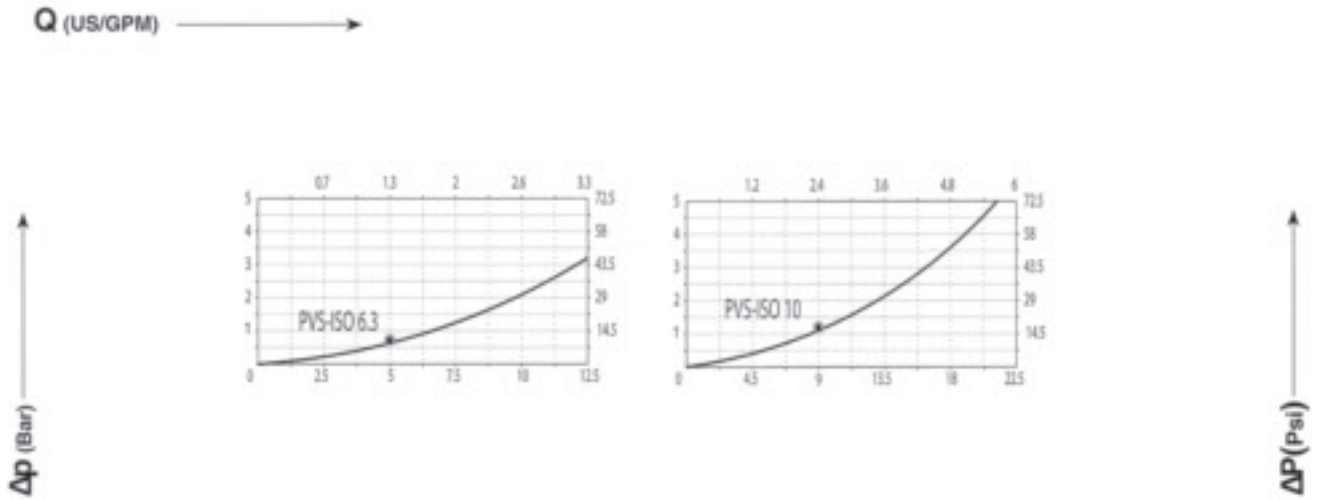 Q (US/GPM)
0.7 1.3 2 2.6 3.3
5 72.5
4 58
3 43.5
2 29
1 14.5
PVS-ISO 6.3
0 2.5 5 7.5 10 12.5
1.2 2.4 3.6 4.8 6
5 72.5
4 58
3 43.5
2 29
1 14.5
PVS-ISO 10
0 4.5 9 13.5 18 22.5
Δp (Bar)
ΔP(Psi)